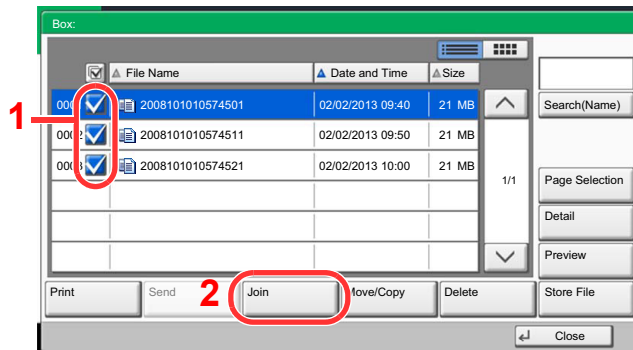 Box:
File Name Date and Time Size
0001 2008101010574501 02/02/2013 09:40 21 MB
0002 2008101010574511 02/02/2013 09:50 21 MB
0003 2008101010574521 02/02/2013 10:00 21 MB
1
1/1
Search(Name)
Page Selection
Detail
Preview
Print Send 2 Join Move/Copy Delete Store File
Close